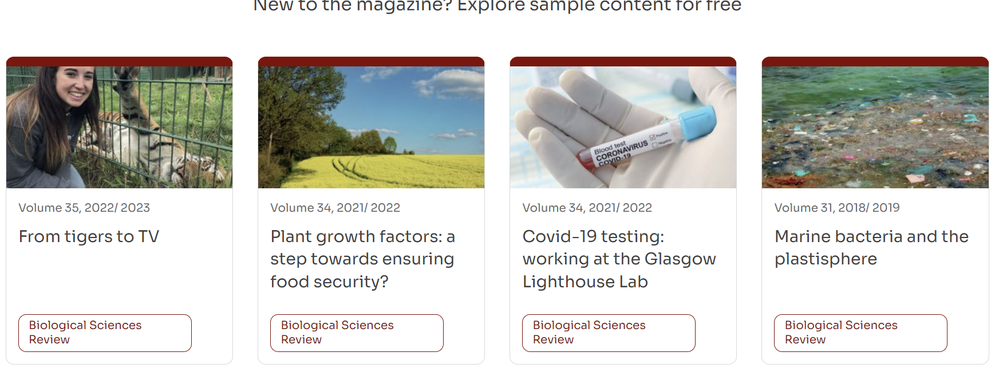 New to the magazine? Explore sample content for free
Blood test
CORONAVIRUS
COVID-19
Positive
Negative
Volume 35, 2022/ 2023
From tigers to TV
Biological Sciences
Review
Volume 34, 2021/ 2022
Plant growth factors: a
step towards ensuring
food security?
Biological Sciences
Review
Volume 34, 2021/ 2022
Covid-19 testing:
working at the Glasgow
Lighthouse Lab
Biological Sciences
Review
Volume 31, 2018/ 2019
Marine bacteria and the
plastisphere
Biological Sciences
Review